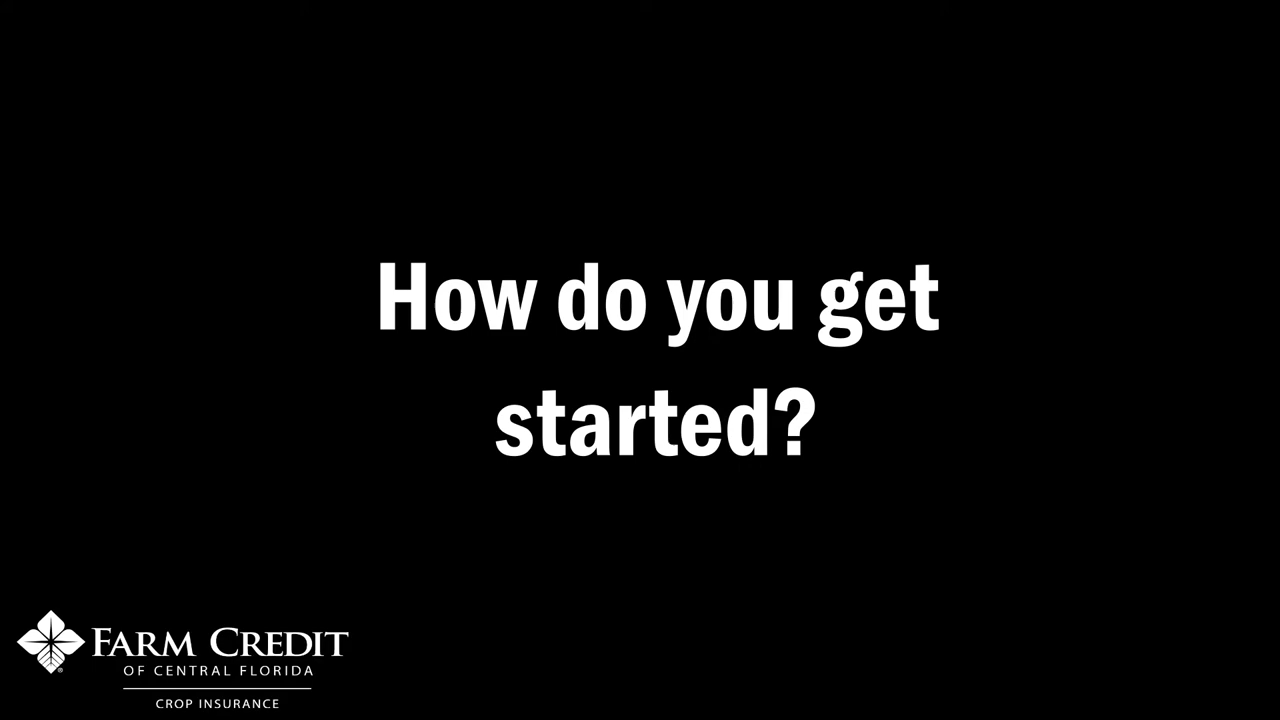 How do you get
started?
FARM CREDIT
OF CENTRAL FLORIDA
CROP INSURANCE